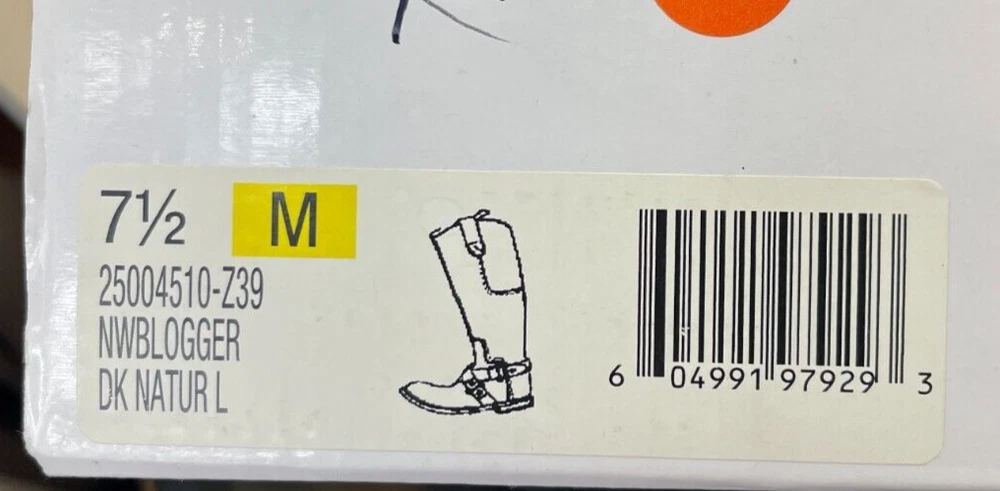 7½ M
25004510-Z39
NWBLOGGER
DK NATUR L
6 04991 97929 3